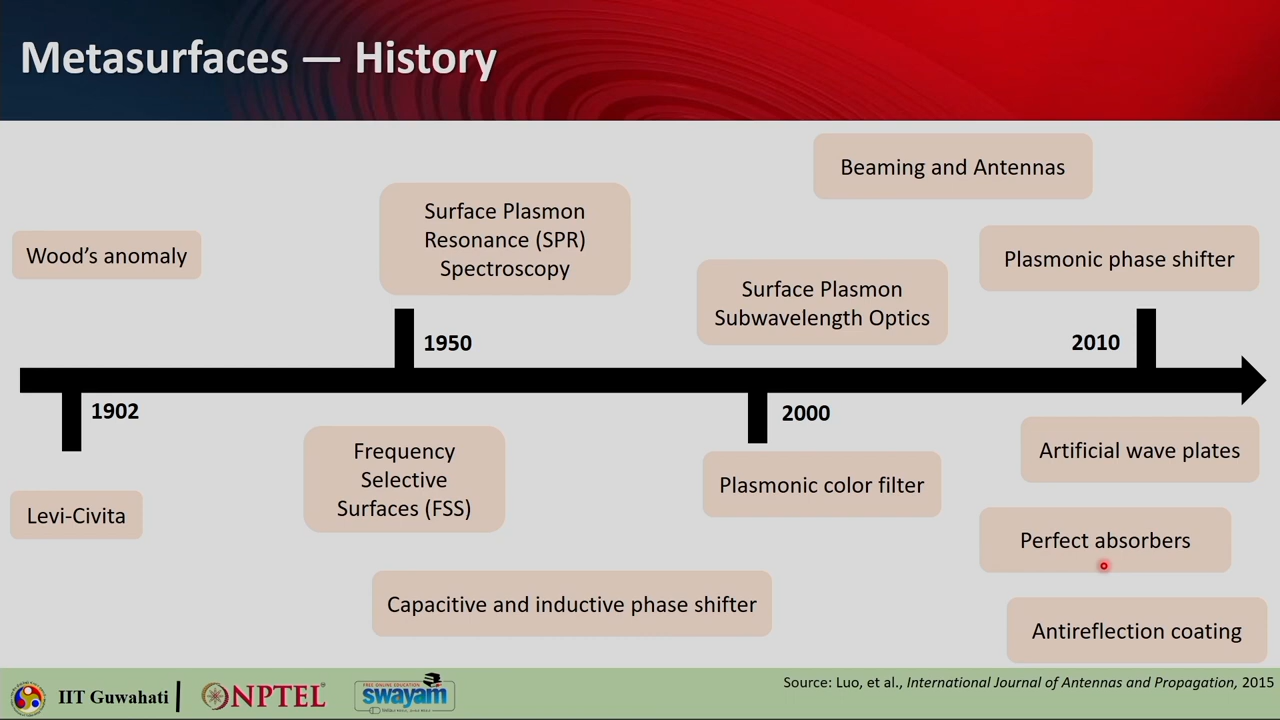 Metasurfaces — History
Beaming and Antennas
Surface Plasmon
Resonance (SPR)
Spectroscopy
Wood's anomaly
Plasmonic phase shifter
Surface Plasmon
Subwavelength Optics
1950
2010
1902
2000
Frequency
Selective
Surfaces (FSS)
Artificial wave plates
Plasmonic color filter
Levi-Civita
Perfect absorbers
Capacitive and inductive phase shifter
Antireflection coating
IIT Guwahati
NPTEL
FREE ONLINE EDUCATION
swayam
Source: Luo, et al., International Journal of Antennas and Propagation, 2015